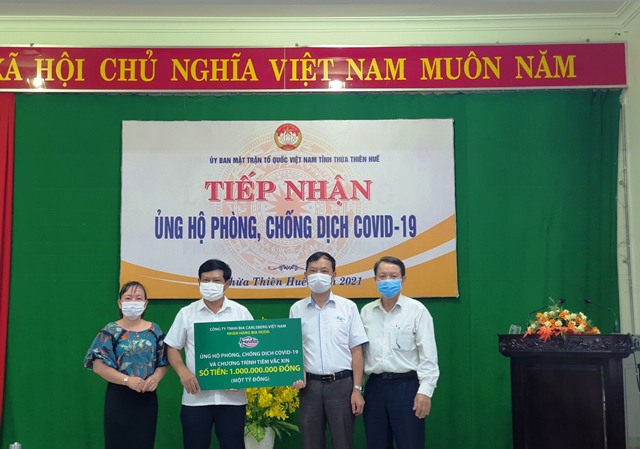 XÃ HỘI CHỦ NGHĨA VIỆT NAM MUÔN NĂM
ỦY BAN MẶT TRẬN TỔ QUỐC VIỆT NAM TỈNH THỪA THIÊN HUẾ
TIẾP NHẬN
ỦNG HỘ PHÒNG, CHỐNG DỊCH COVID-19
Thừa Thiên Huế 2021
CÔNG TY TNHH BIA CARLSBERG VIỆT NAM
NHÃN HÀNG BIA HUDA
ỦNG HỘ PHÒNG, CHỐNG DỊCH COVID-19
VÀ CHƯƠNG TRÌNH TIÊM VẮC XIN
SỐ TIỀN: 1.000.000.000 ĐỒNG
(MỘT TỶ ĐỒNG)